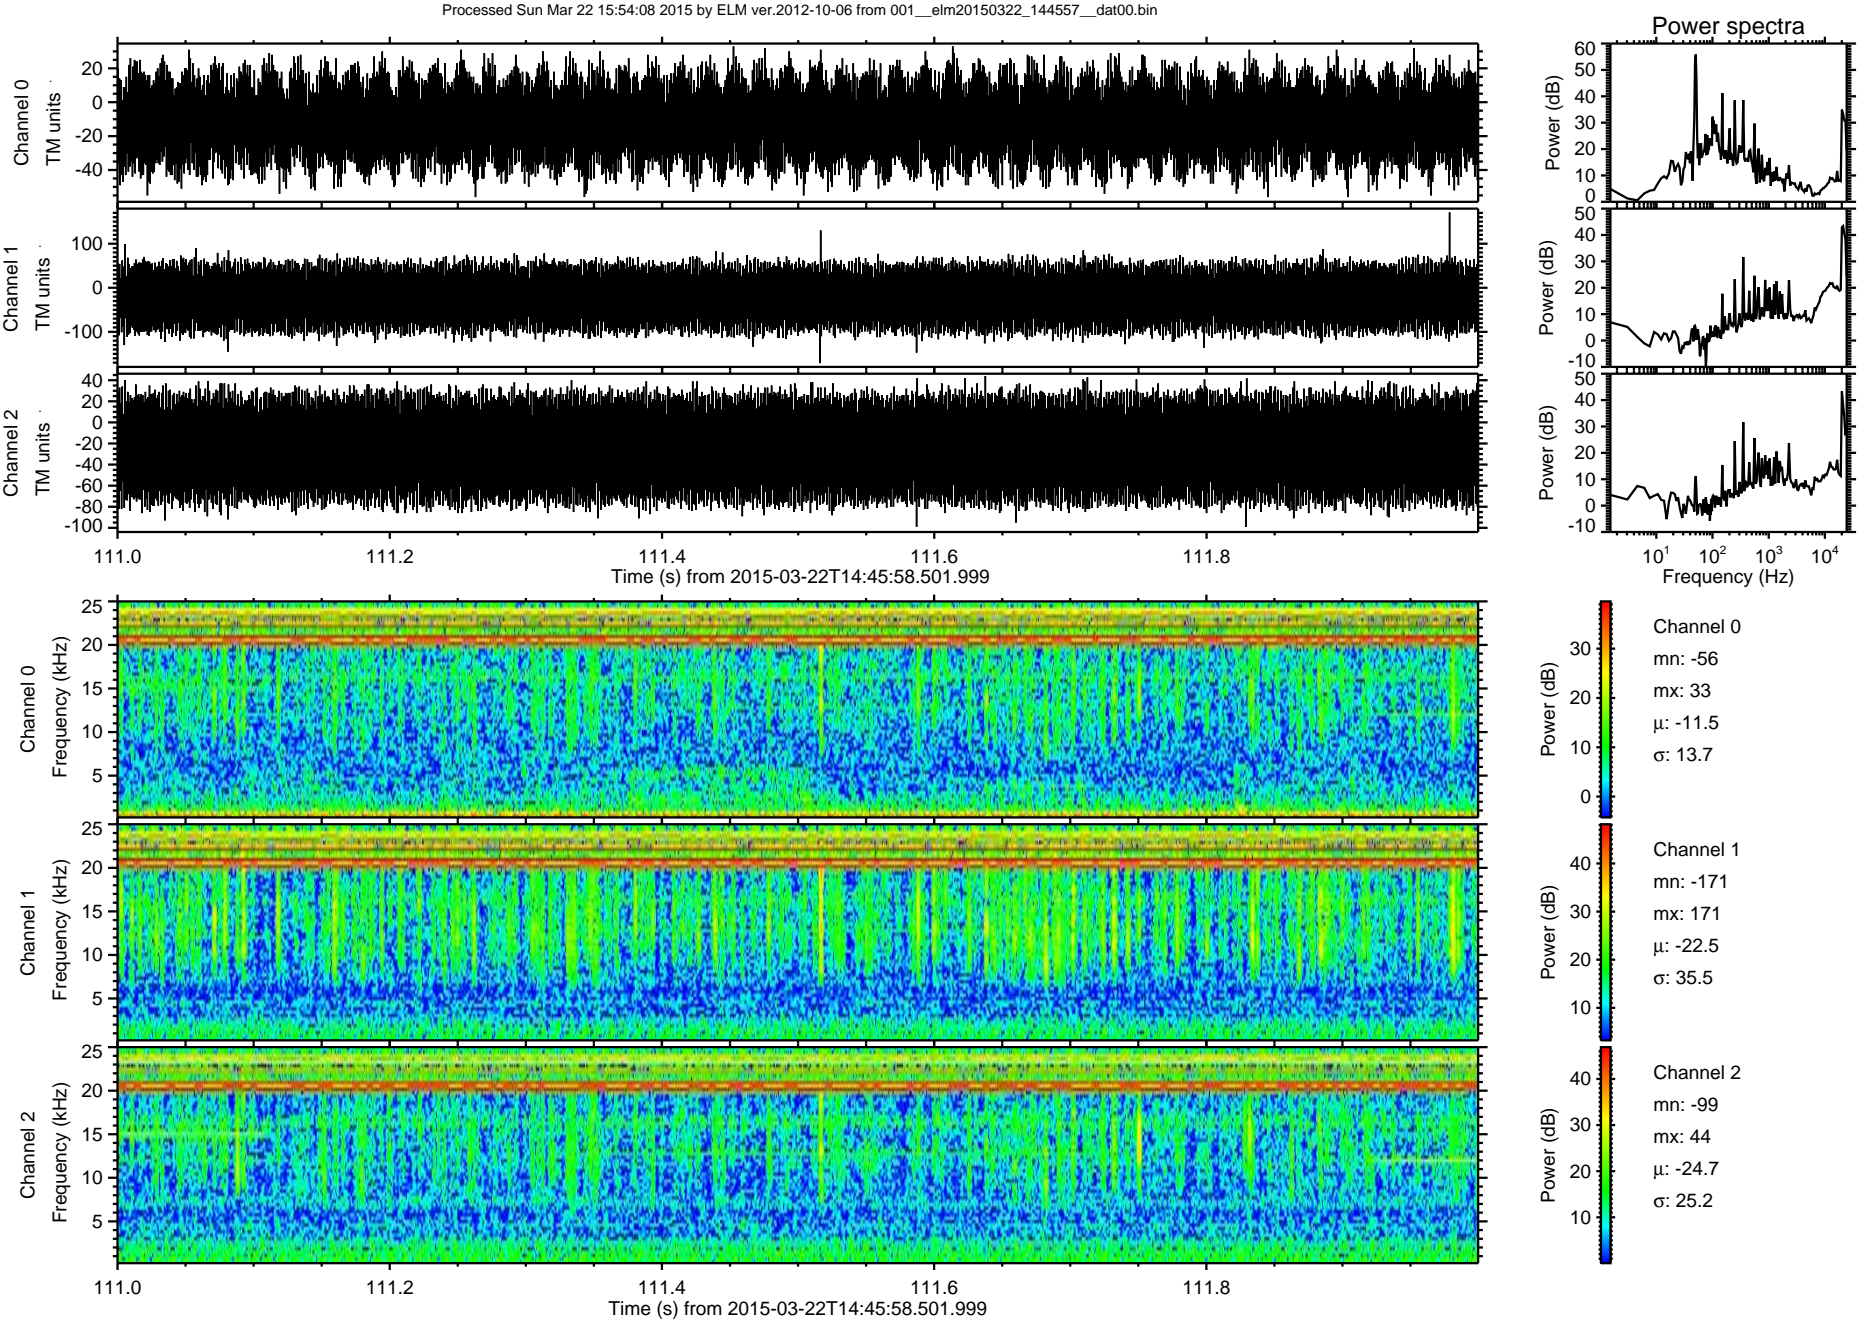 Processed Sun Mar 22 15:54:08 2015 by ELM ver.2012-10-06 from 001__elm20150322_144557__dat00.bin
Power spectra
Channel 0
TM units
20
0
-20
-40
Power (dB)
60
50
40
30
20
10
0
Channel 1
TM units
100
0
-100
Power (dB)
50
40
30
20
10
0
-10
Channel 2
TM units
40
20
0
-20
-40
-60
-80
-100
Power (dB)
50
40
30
20
10
0
-10
111.0 111.2 111.4 111.6 111.8
Time (s) from 2015-03-22T14:45:58.501.999
10^1 10^2 10^3 10^4
Frequency (Hz)
Channel 0
Frequency (kHz)
25
20
15
10
5
Power (dB)
30
20
10
0
Channel 0
mn: -56
mx: 33
μ: -11.5
σ: 13.7
Channel 1
Frequency (kHz)
25
20
15
10
5
Power (dB)
40
30
20
10
Channel 1
mn: -171
mx: 171
μ: -22.5
σ: 35.5
Channel 2
Frequency (kHz)
25
20
15
10
5
Power (dB)
40
30
20
10
Channel 2
mn: -99
mx: 44
μ: -24.7
σ: 25.2
111.0 111.2 111.4 111.6 111.8
Time (s) from 2015-03-22T14:45:58.501.999